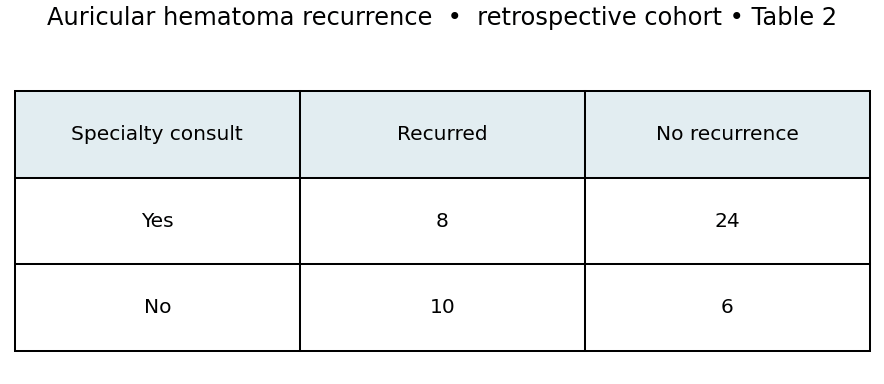 Auricular hematoma recurrence • retrospective cohort • Table 2
Specialty consult Recurred No recurrence
Yes 8 24
No 10 6